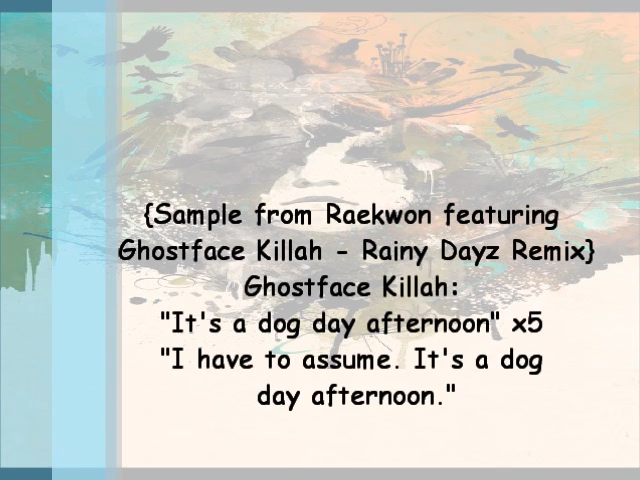 {Sample from Raekwon featuring
Ghostface Killah - Rainy Dayz Remix}
Ghostface Killah:
"It's a dog day afternoon" x5
"I have to assume. It's a dog
day afternoon."